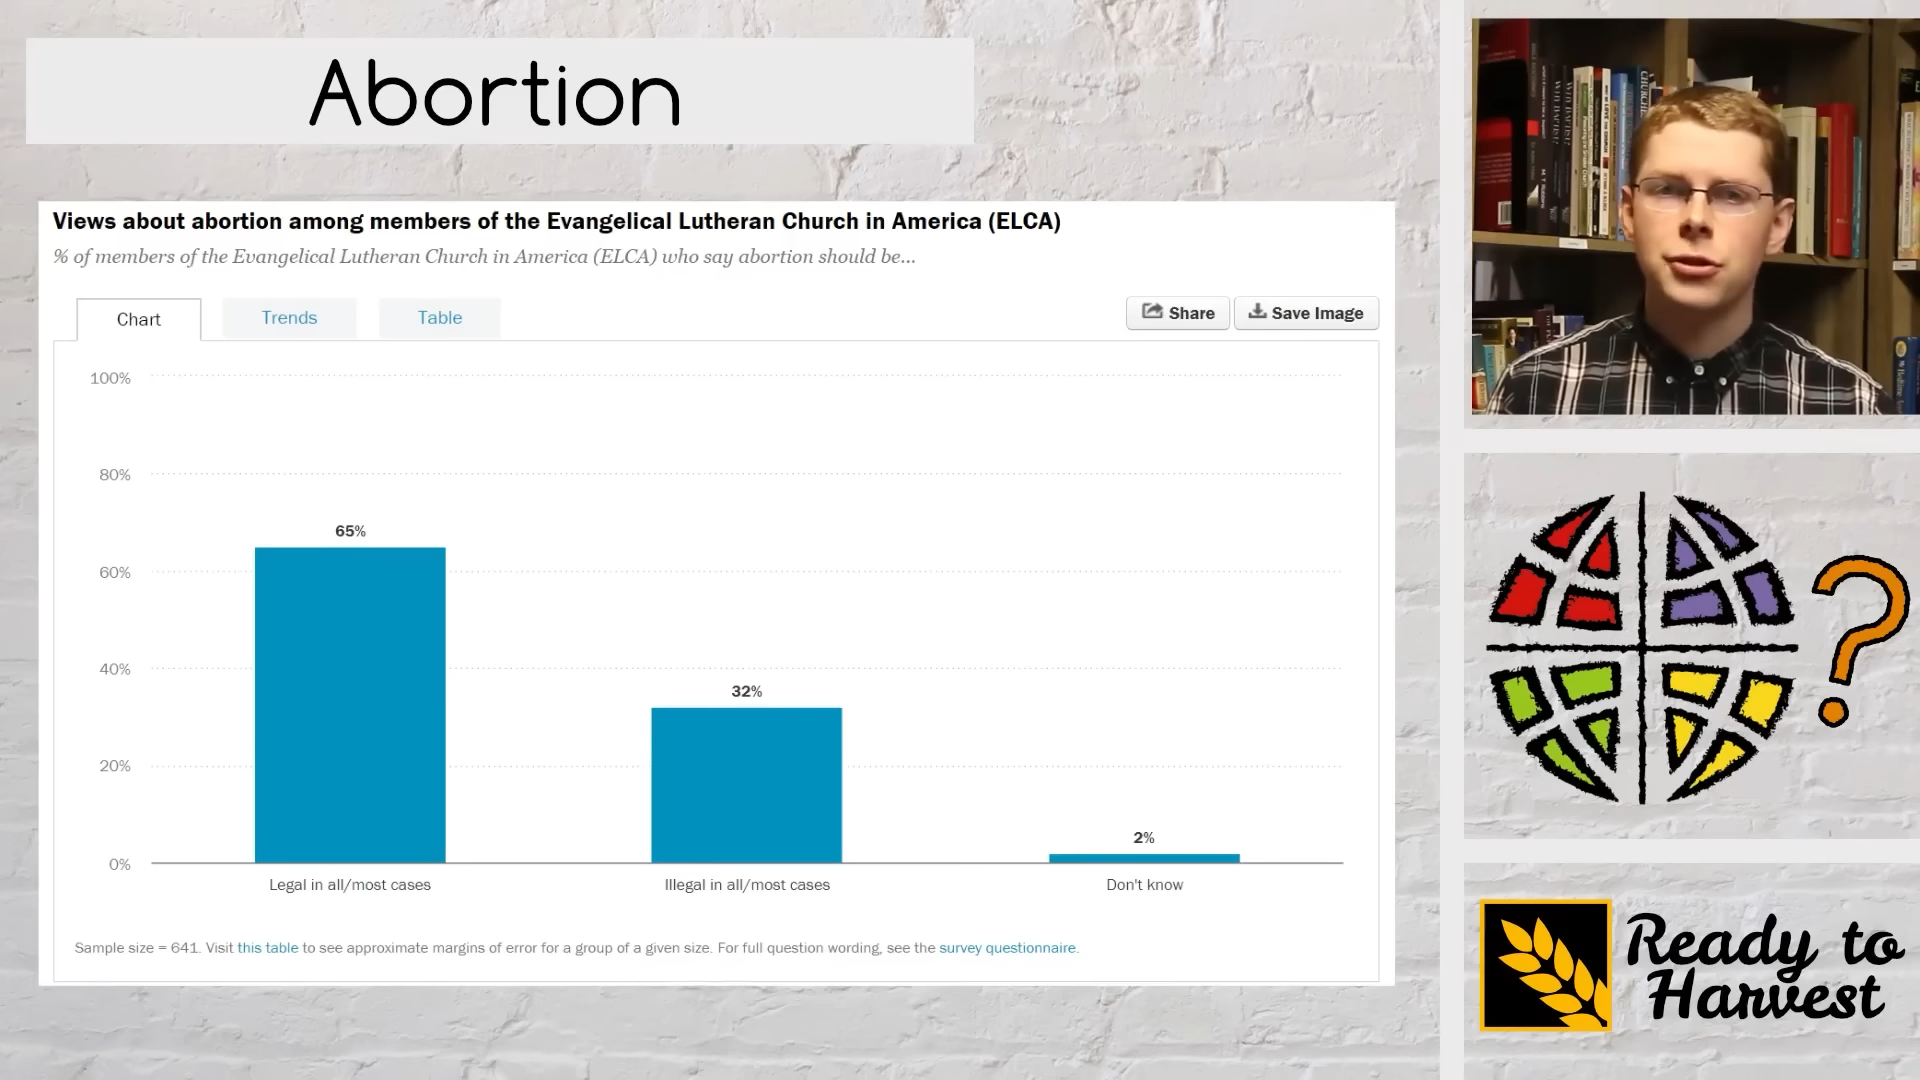 Abortion
Views about abortion among members of the Evangelical Lutheran Church in America (ELCA)
% of members of the Evangelical Lutheran Church in America (ELCA) who say abortion should be...
Chart
Trends
Table
Share
Save Image
100%
80%
60%
40%
20%
0%
65%
32%
2%
Legal in all/most cases
Illegal in all/most cases
Don't know
Sample size = 641. Visit this table to see approximate margins of error for a group of a given size. For full question wording, see the survey questionnaire.
?
Ready to
Harvest